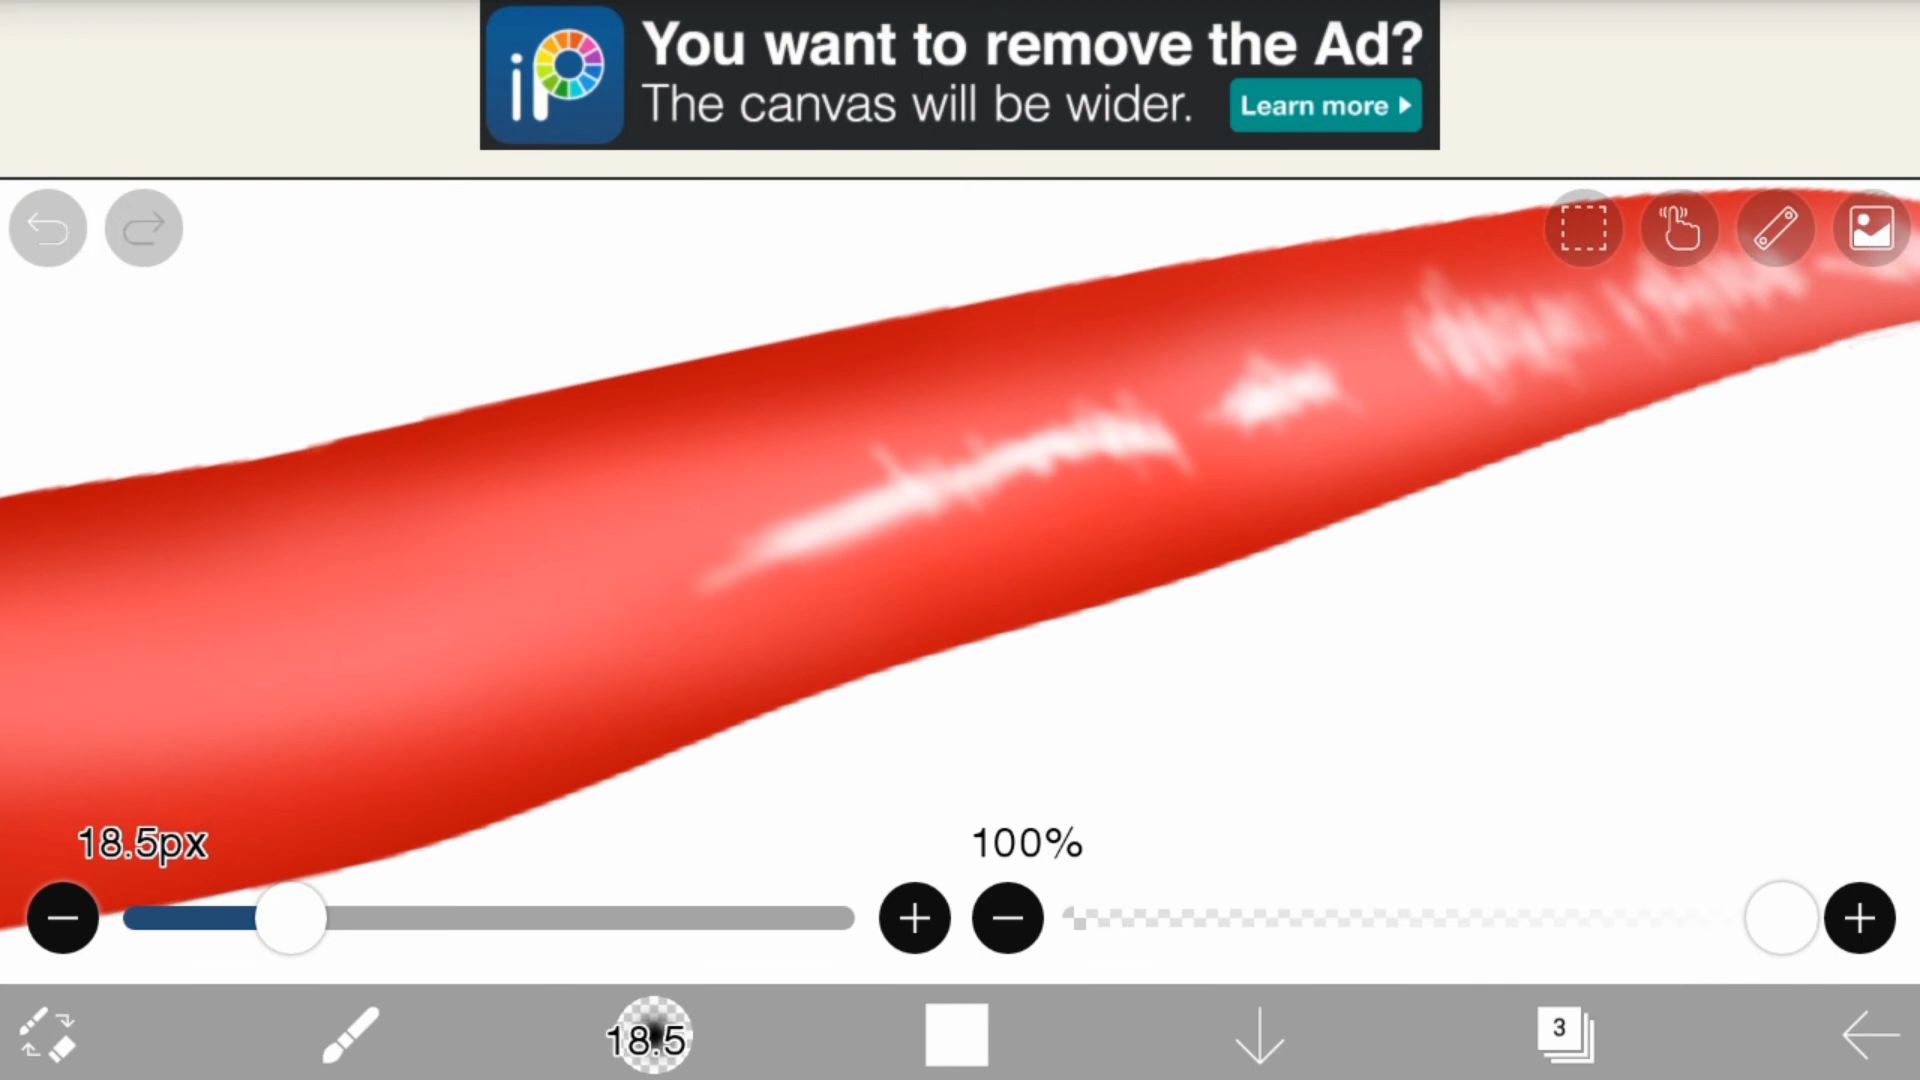 iP
You want to remove the Ad?
The canvas will be wider.
Learn more
18.5px
100%
18.5
3